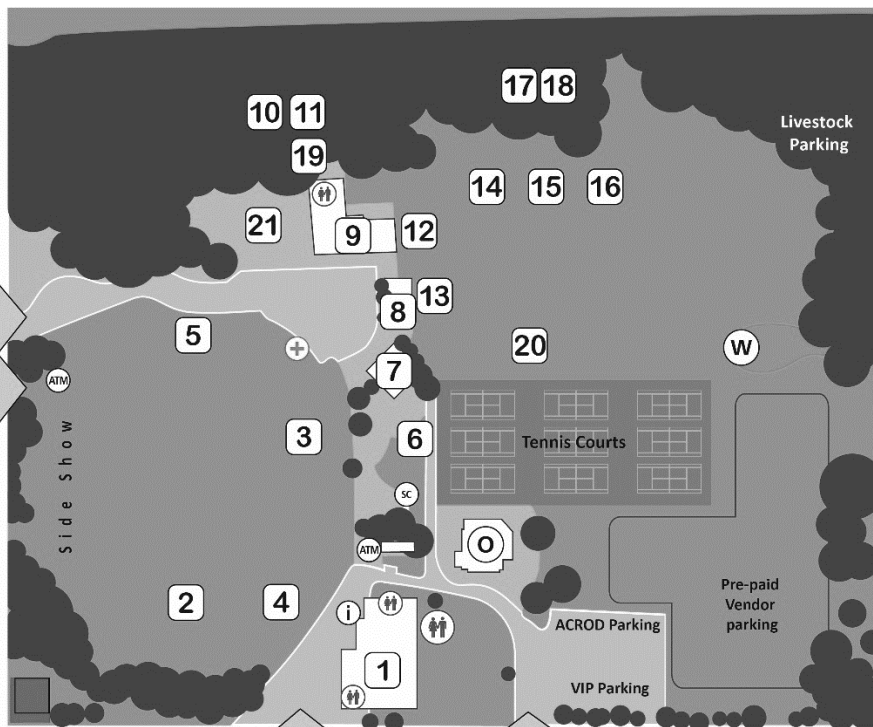 17 18
10 11
Livestock
Parking
19
14 15 16
21
9 12
13
8
5
20 W
7
ATM
3
6
Tennis Courts
Side Show
SC
ATM
O
2 4
i
Pre-paid
Vendor
parking
ACROD Parking
1
VIP Parking